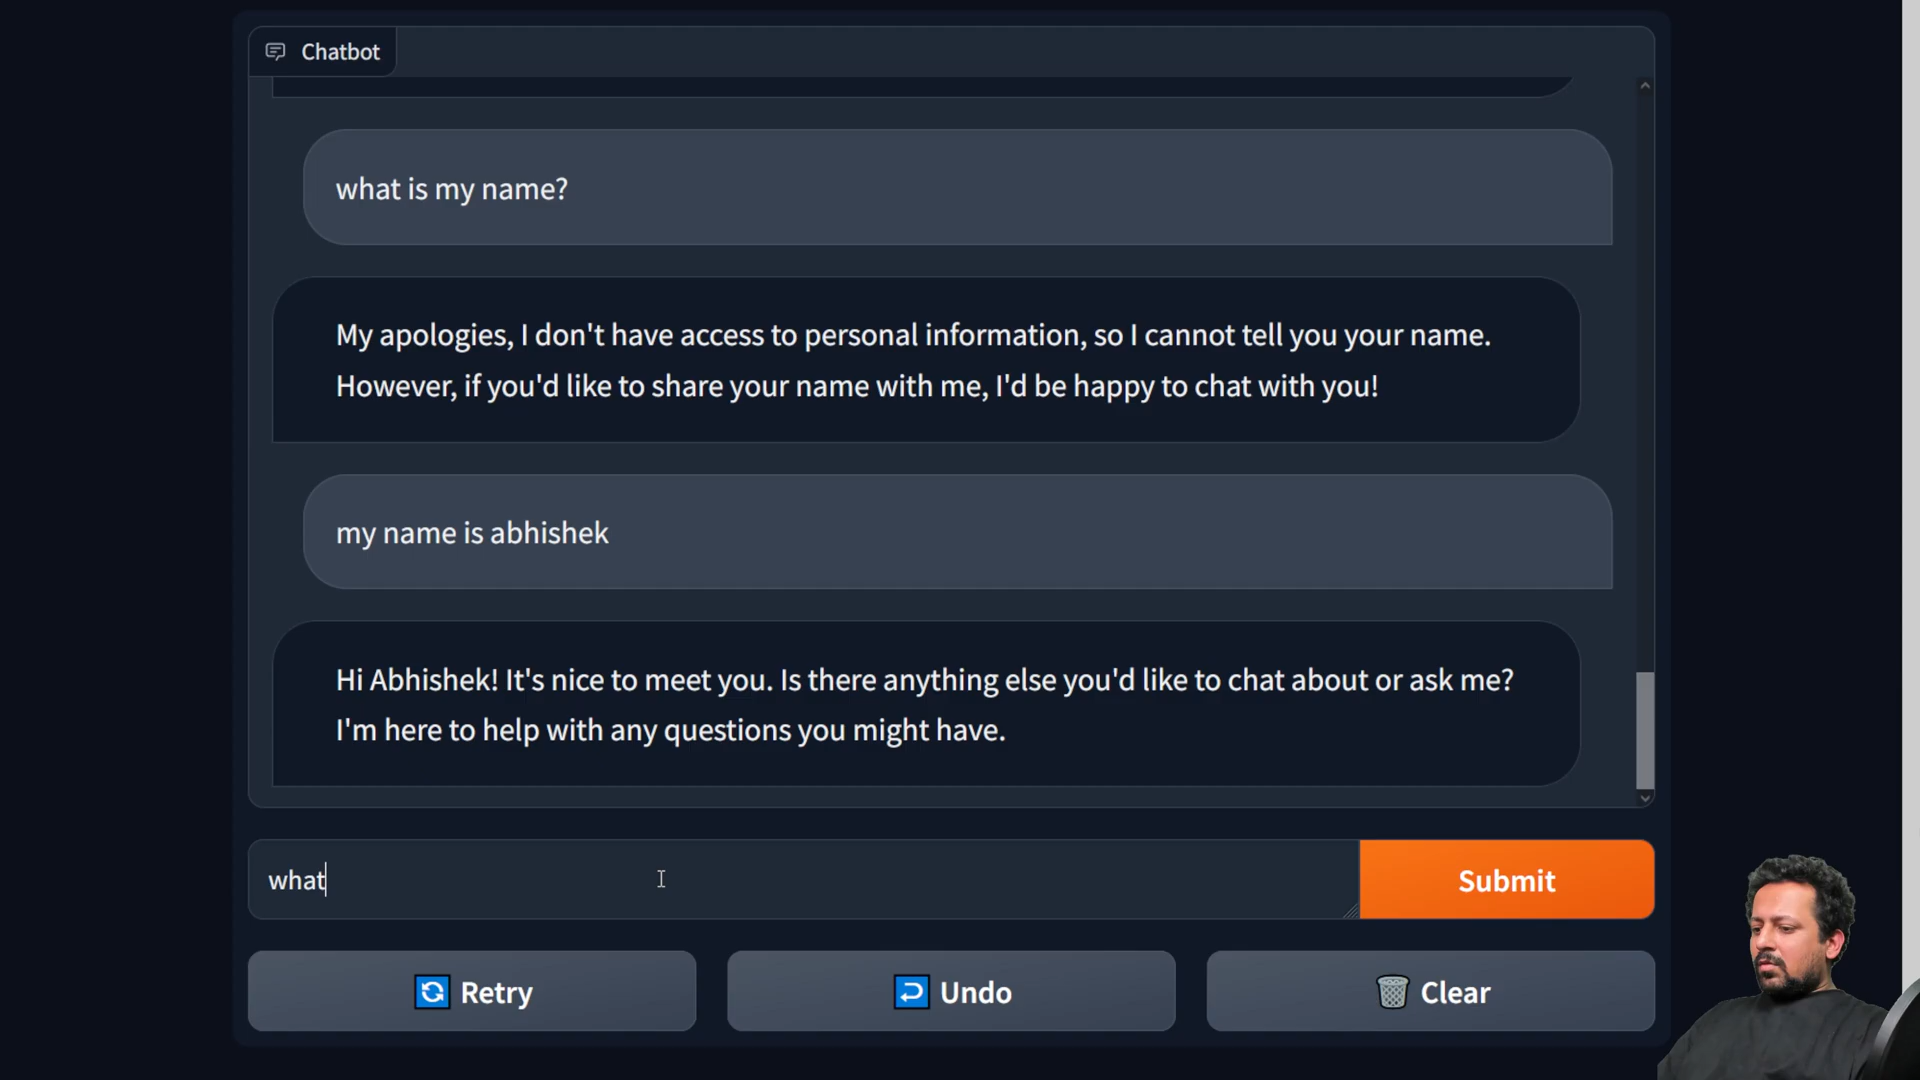 Chatbot
what is my name?
My apologies, I don't have access to personal information, so I cannot tell you your name.
However, if you'd like to share your name with me, I'd be happy to chat with you!
my name is abhishek
Hi Abhishek! It's nice to meet you. Is there anything else you'd like to chat about or ask me?
I'm here to help with any questions you might have.
what
Submit
Retry
Undo
Clear